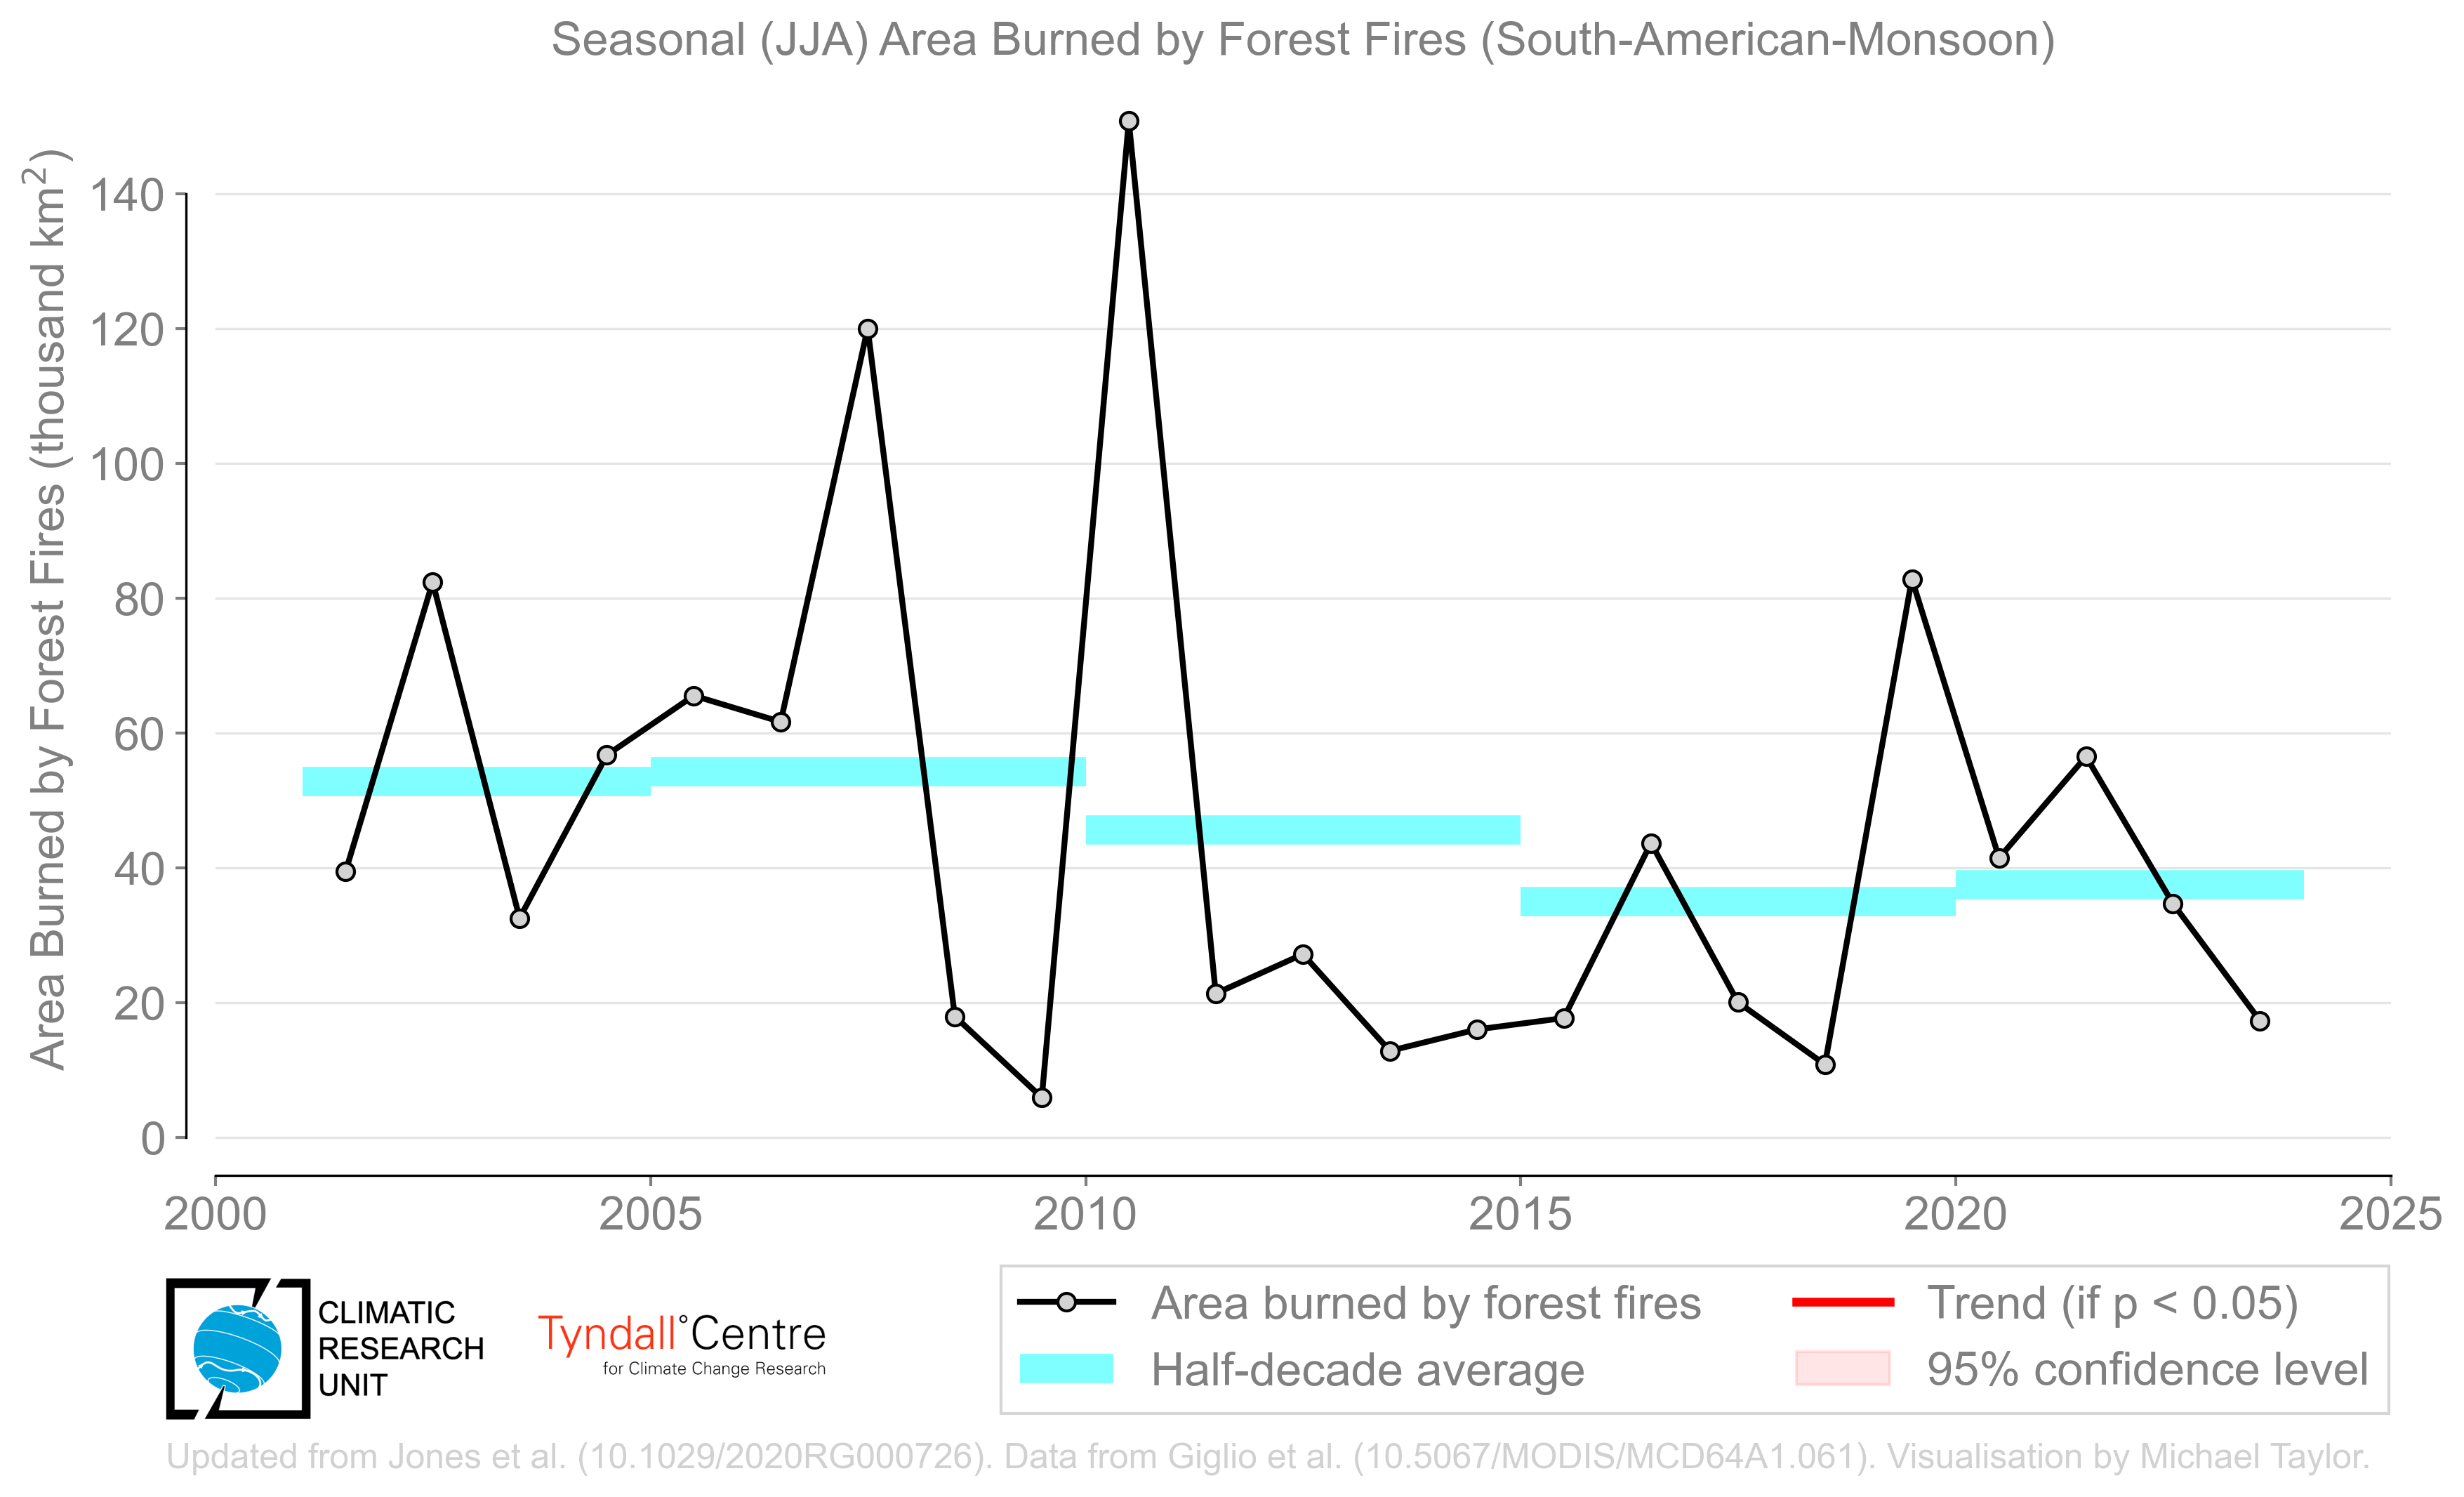 Seasonal (JJA) Area Burned by Forest Fires (South-American-Monsoon)
Area Burned by Forest Fires (thousand km²)
140
120
100
80
60
40
20
0
2000
2005
2010
2015
2020
2025
Area burned by forest fires
Half-decade average
Trend (if p < 0.05)
95% confidence level
CLIMATIC
RESEARCH
UNIT
Tyndall°Centre
for Climate Change Research
Updated from Jones et al. (10.1029/2020RG000726). Data from Giglio et al. (10.5067/MODIS/MCD64A1.061). Visualisation by Michael Taylor.